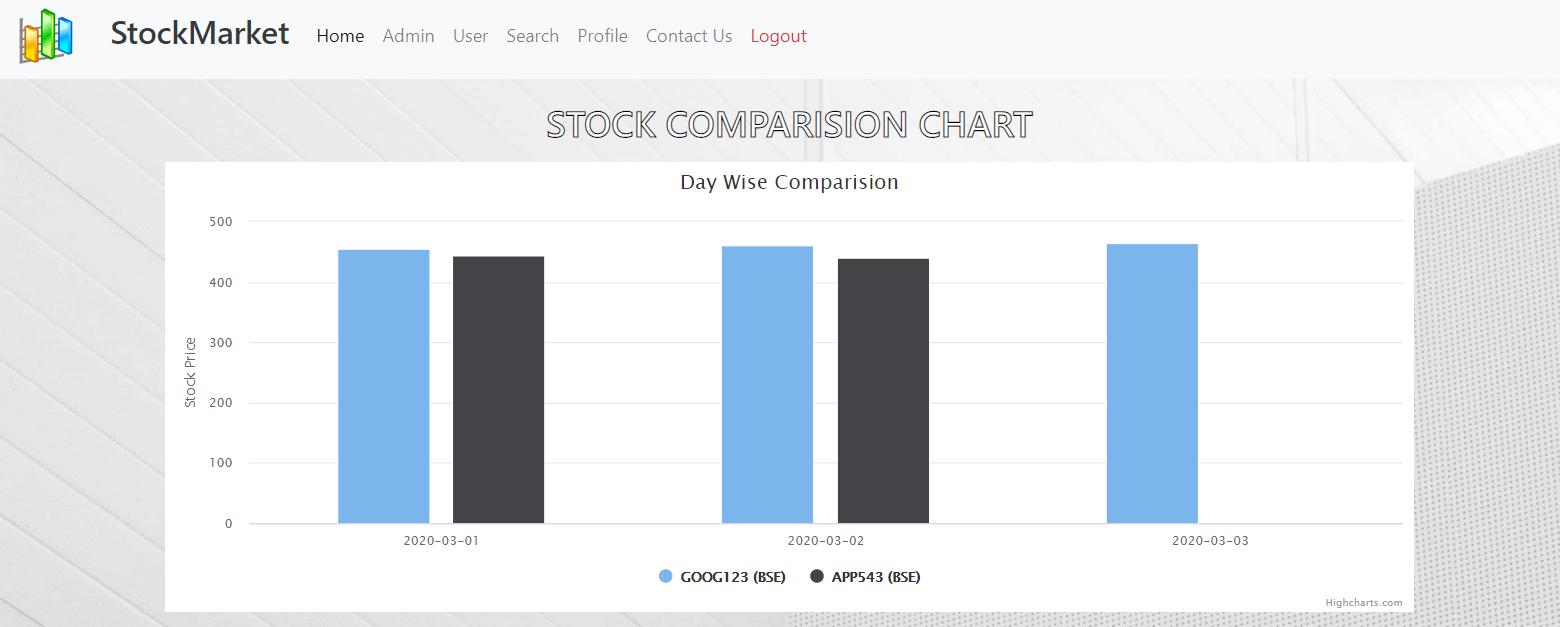 StockMarket Home Admin User Search Profile Contact Us Logout
STOCK COMPARISION CHART
Day Wise Comparision
500
400
300
200
100
0
Stock Price
2020-03-01 2020-03-02 2020-03-03
GOOG123 (BSE) APP543 (BSE)
Highcharts.com